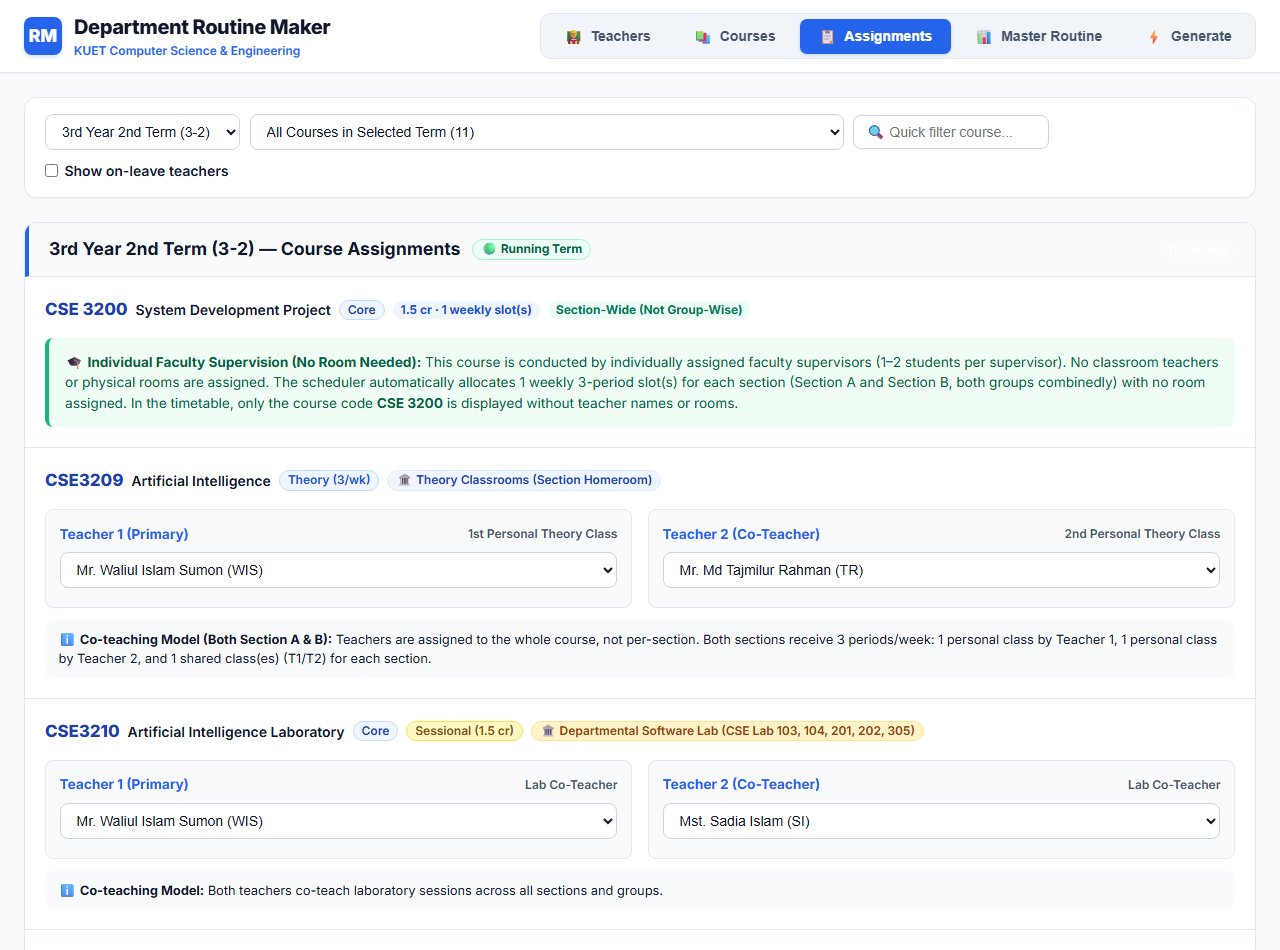 RM
Department Routine Maker
KUET Computer Science & Engineering
Teachers
Courses
Assignments
Master Routine
Generate
3rd Year 2nd Term (3-2)
All Courses in Selected Term (11)
Quick filter course...
Show on-leave teachers
3rd Year 2nd Term (3-2) — Course Assignments
Running Term
CSE 3200 System Development Project Core 1.5 cr · 1 weekly slot(s) Section-Wide (Not Group-Wise)
Individual Faculty Supervision (No Room Needed): This course is conducted by individually assigned faculty supervisors (1–2 students per supervisor). No classroom teachers
or physical rooms are assigned. The scheduler automatically allocates 1 weekly 3-period slot(s) for each section (Section A and Section B, both groups combinedly) with no room
assigned. In the timetable, only the course code CSE 3200 is displayed without teacher names or rooms.
CSE3209 Artificial Intelligence Theory (3/wk) Theory Classrooms (Section Homeroom)
Teacher 1 (Primary) 1st Personal Theory Class
Mr. Waliul Islam Sumon (WIS)
Teacher 2 (Co-Teacher) 2nd Personal Theory Class
Mr. Md Tajmilur Rahman (TR)
Co-teaching Model (Both Section A & B): Teachers are assigned to the whole course, not per-section. Both sections receive 3 periods/week: 1 personal class by Teacher 1, 1 personal class
by Teacher 2, and 1 shared class(es) (T1/T2) for each section.
CSE3210 Artificial Intelligence Laboratory Core Sessional (1.5 cr) Departmental Software Lab (CSE Lab 103, 104, 201, 202, 305)
Teacher 1 (Primary) Lab Co-Teacher
Mr. Waliul Islam Sumon (WIS)
Teacher 2 (Co-Teacher) Lab Co-Teacher
Mst. Sadia Islam (SI)
Co-teaching Model: Both teachers co-teach laboratory sessions across all sections and groups.